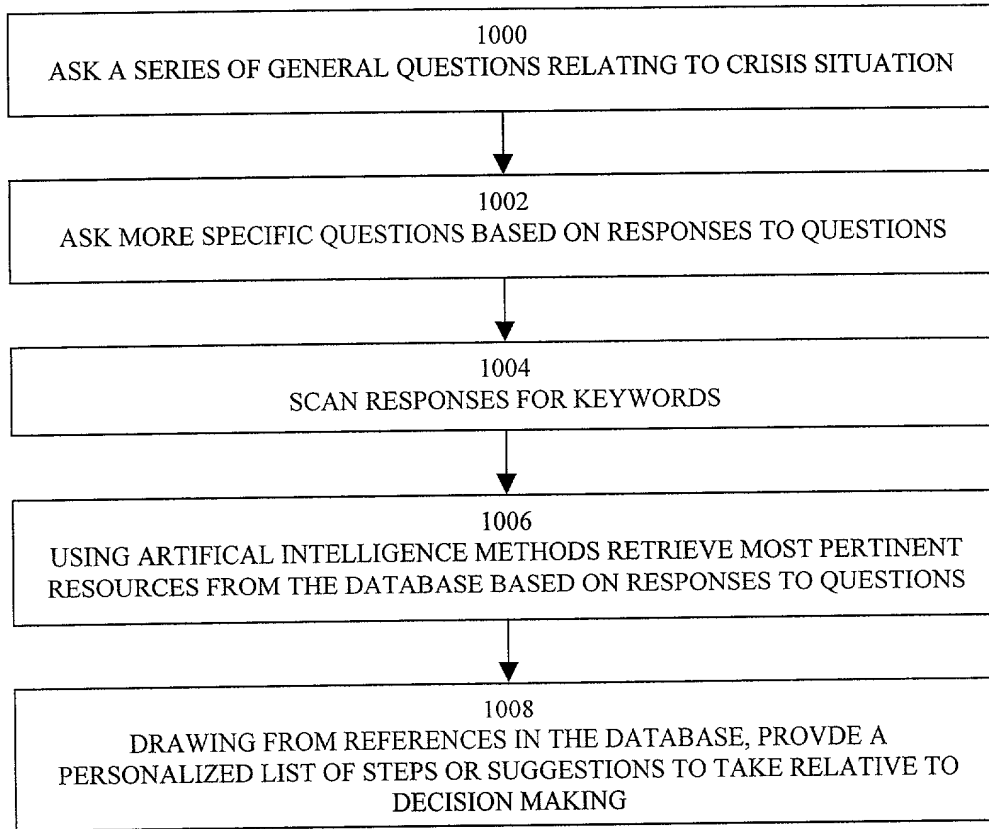 1000
ASK A SERIES OF GENERAL QUESTIONS RELATING TO CRISIS SITUATION
1002
ASK MORE SPECIFIC QUESTIONS BASED ON RESPONSES TO QUESTIONS
1004
SCAN RESPONSES FOR KEYWORDS
1006
USING ARTIFICAL INTELLIGENCE METHODS RETRIEVE MOST PERTINENT
RESOURCES FROM THE DATABASE BASED ON RESPONSES TO QUESTIONS
1008
DRAWING FROM REFERENCES IN THE DATABASE, PROVDE A
PERSONALIZED LIST OF STEPS OR SUGGESTIONS TO TAKE RELATIVE TO
DECISION MAKING